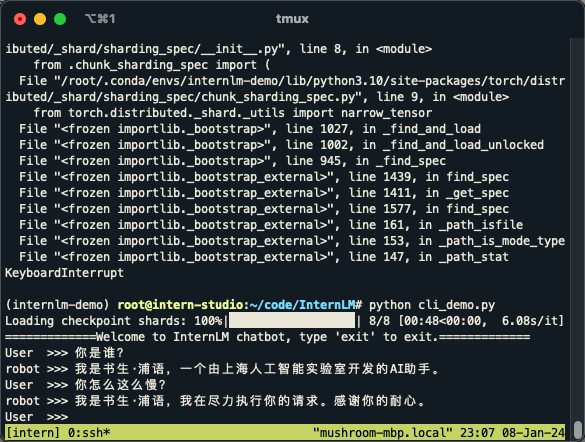 ⌥⌘1
tmux
ibuted/_shard/sharding_spec/__init__.py", line 8, in <module>
    from .chunk_sharding_spec import (
  File "/root/.conda/envs/internlm-demo/lib/python3.10/site-packages/torch/distr
ibuted/_shard/sharding_spec/chunk_sharding_spec.py", line 9, in <module>
    from torch.distributed._shard._utils import narrow_tensor
  File "<frozen importlib._bootstrap>", line 1027, in _find_and_load
  File "<frozen importlib._bootstrap>", line 1002, in _find_and_load_unlocked
  File "<frozen importlib._bootstrap>", line 945, in _find_spec
  File "<frozen importlib._bootstrap_external>", line 1439, in find_spec
  File "<frozen importlib._bootstrap_external>", line 1411, in _get_spec
  File "<frozen importlib._bootstrap_external>", line 1577, in find_spec
  File "<frozen importlib._bootstrap_external>", line 161, in _path_isfile
  File "<frozen importlib._bootstrap_external>", line 153, in _path_is_mode_type
  File "<frozen importlib._bootstrap_external>", line 147, in _path_stat
KeyboardInterrupt
(internlm-demo) root@intern-studio:~/code/InternLM# python cli_demo.py
Loading checkpoint shards: 100%|██████████████████| 8/8 [00:48<00:00,  6.08s/it]
=============Welcome to InternLM chatbot, type 'exit' to exit.=============
User  >>> 你是谁?
robot >>> 我是书生·浦语，一个由上海人工智能实验室开发的AI助手。
User  >>> 你怎么这么慢?
robot >>> 我是书生·浦语，我在尽力执行你的请求。感谢你的耐心。
User  >>>
[intern] 0:ssh* "mushroom-mbp.local" 23:07 08-Jan-24